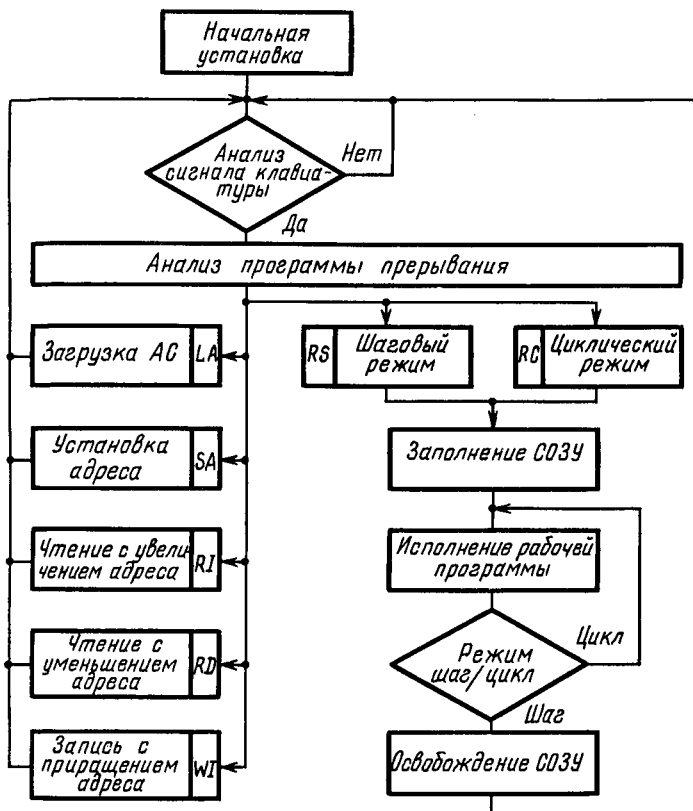 Начальная
установка
Анализ
сигнала клавиа-
туры
Нет
Да
Анализ программы прерывания
Загрузка АС LA
Установка
адреса SA
Чтение с увели-
чением адреса RI
Чтение с
уменьшением
адреса RD
Запись с
приращением
адреса WI
RS Шаговый
режим
RC Циклический
режим
Заполнение СОЗУ
Исполнение рабочей
программы
Режим
шаг/цикл
Цикл
Шаг
Освобождение СОЗУ